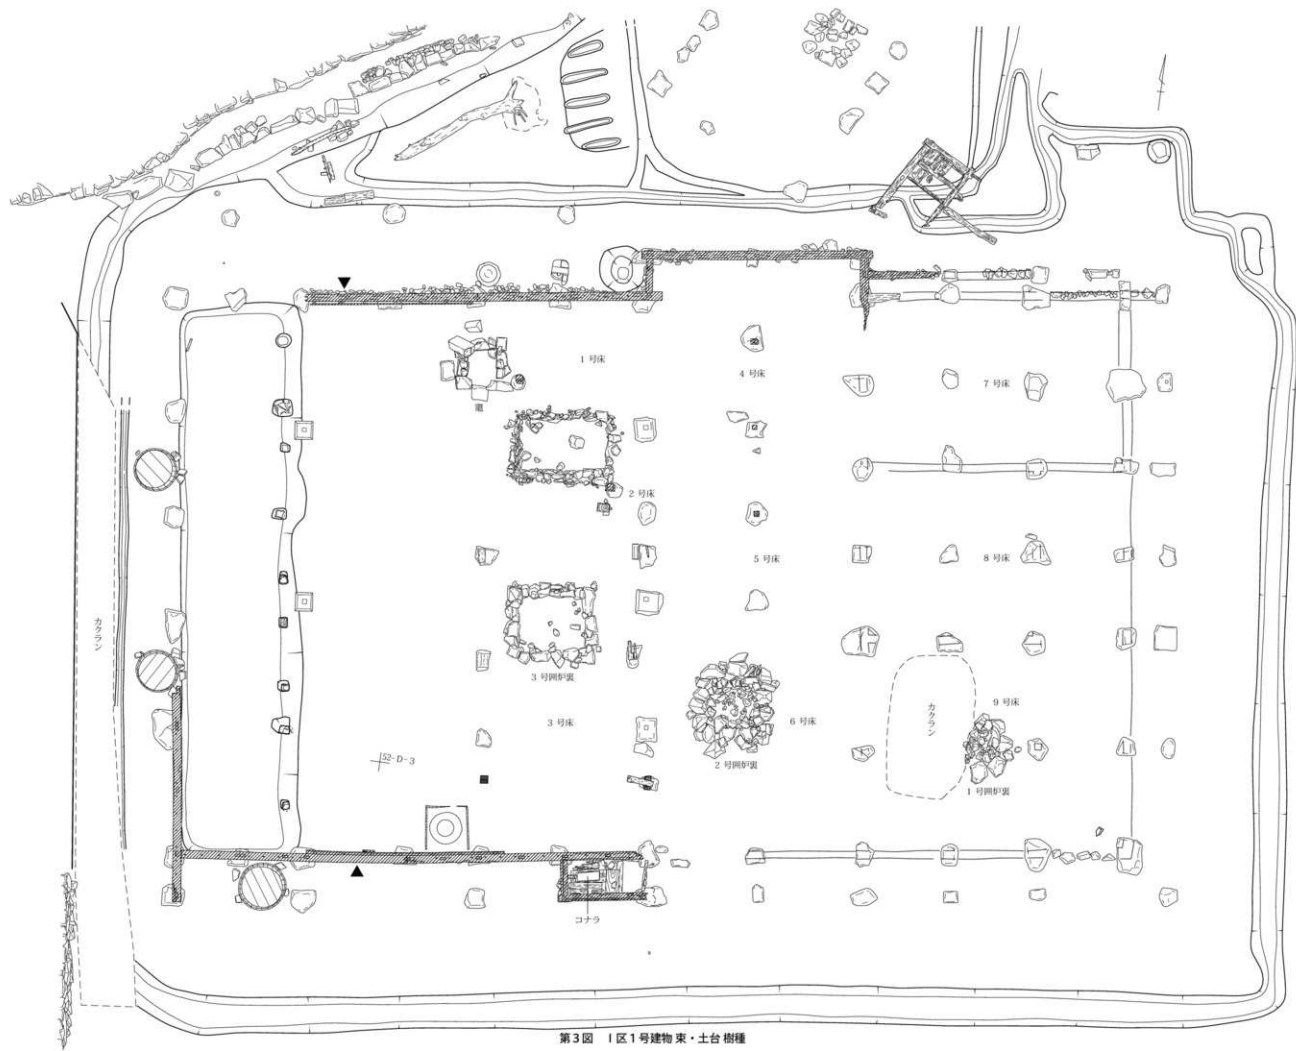 1 号床
4 号床
7 号床
竈
2 号床
5 号床
8 号床
カクラン
3 号囲炉裏
3 号床
6 号床
9 号床
カクラン
52-D-3
2 号囲炉裏
1 号囲炉裏
コナラ
第3図 Ⅰ区1号建物 束・土台 樹種